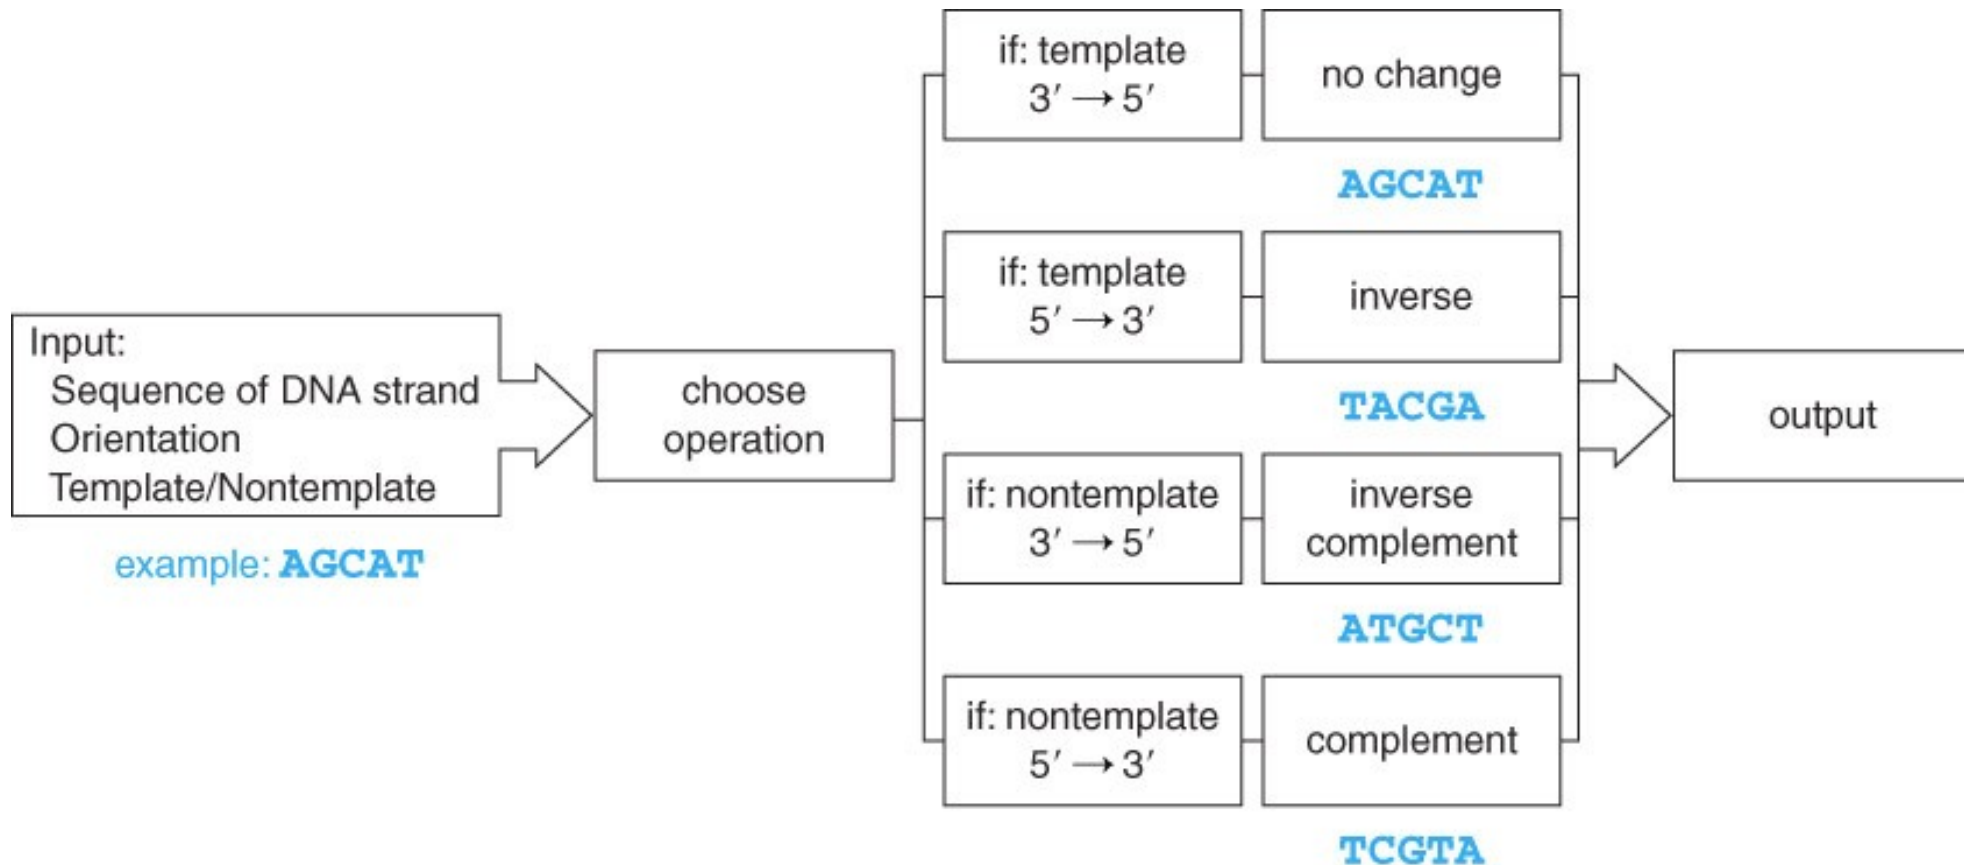 Input:
Sequence of DNA strand
Orientation
Template/Nontemplate
example: AGCAT
choose
operation
if: template
3′ → 5′
no change
AGCAT
if: template
5′ → 3′
inverse
TACGA
if: nontemplate
3′ → 5′
inverse
complement
ATGCT
if: nontemplate
5′ → 3′
complement
TCGTA
output